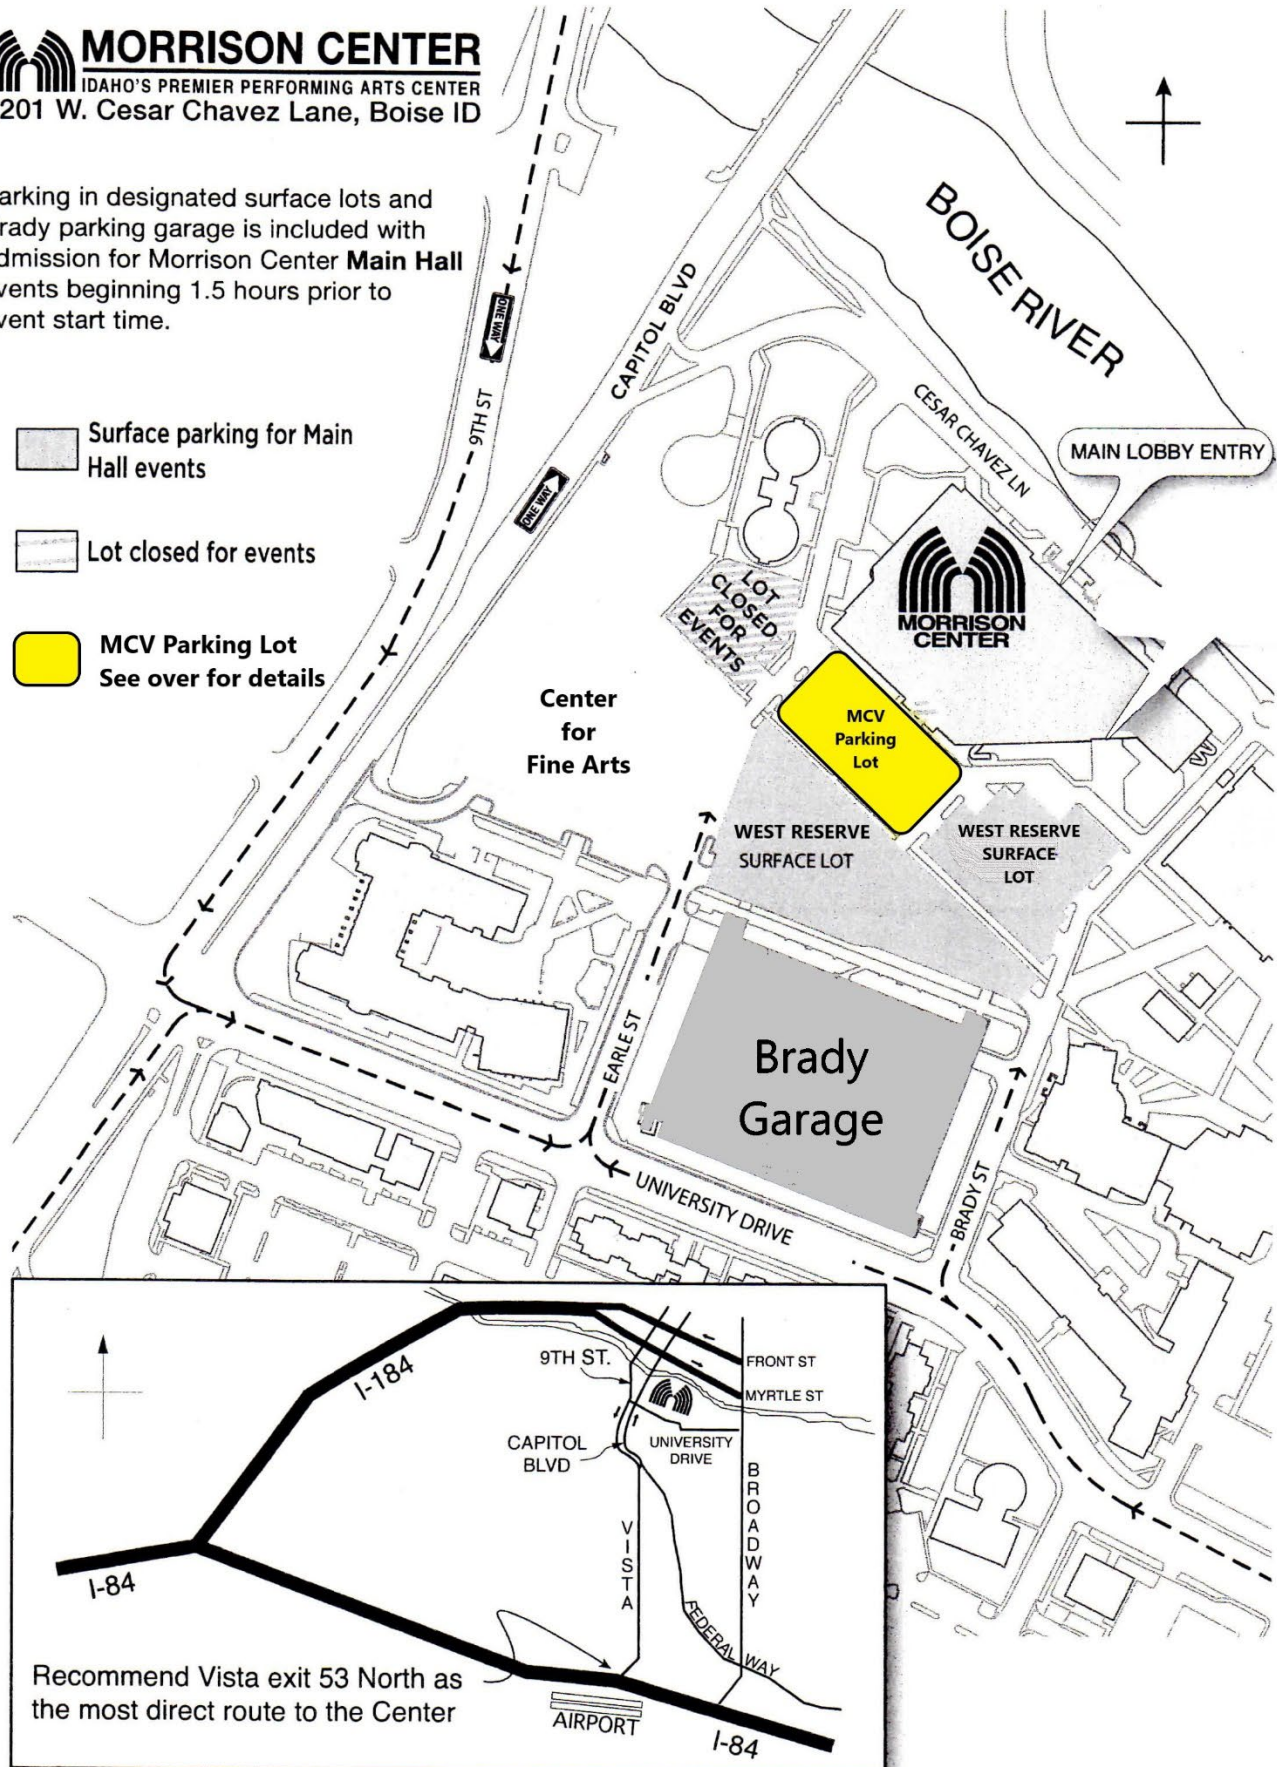 MORRISON CENTER
IDAHO'S PREMIER PERFORMING ARTS CENTER
201 W. Cesar Chavez Lane, Boise ID
arking in designated surface lots and
rady parking garage is included with
dmission for Morrison Center Main Hall
vents beginning 1.5 hours prior to
vent start time.
Surface parking for Main
Hall events
Lot closed for events
MCV Parking Lot
See over for details
ONE WAY
9TH ST
CAPITOL BLVD
ONE WAY
BOISE RIVER
CESAR CHAVEZ LN
MAIN LOBBY ENTRY
MORRISON
CENTER
LOT
CLOSED
FOR
EVENTS
Center
for
Fine Arts
MCV
Parking
Lot
WEST RESERVE
SURFACE LOT
WEST RESERVE
SURFACE
LOT
EARLE ST
Brady
Garage
UNIVERSITY DRIVE
BRADY ST
I-184
9TH ST.
FRONT ST
MYRTLE ST
CAPITOL
BLVD
UNIVERSITY
DRIVE
VISTA
BROADWAY
FEDERAL WAY
I-84
Recommend Vista exit 53 North as
the most direct route to the Center
AIRPORT
I-84